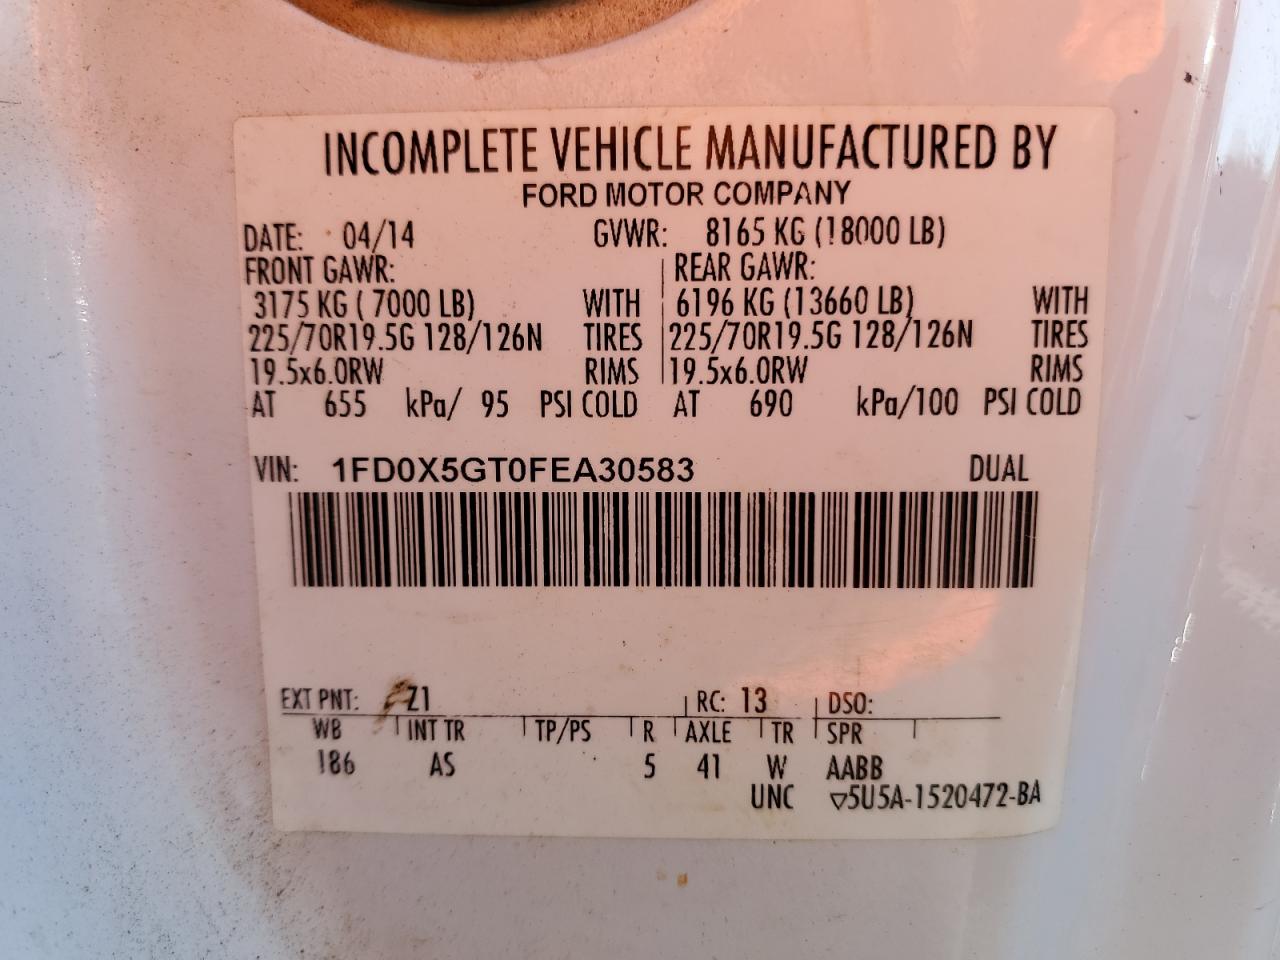 INCOMPLETE VEHICLE MANUFACTURED BY
FORD MOTOR COMPANY
DATE: 04/14 GVWR: 8165 KG (18000 LB)
FRONT GAWR: REAR GAWR:
3175 KG ( 7000 LB) WITH 6196 KG (13660 LB) WITH
225/70R19.5G 128/126N TIRES 225/70R19.5G 128/126N TIRES
19.5x6.0RW RIMS 19.5x6.0RW RIMS
AT 655 kPa/ 95 PSI COLD AT 690 kPa/100 PSI COLD
VIN: 1FD0X5GT0FEA30583 DUAL
EXT PNT: Z1 RC: 13 DSO:
WB INT TR TP/PS R AXLE TR SPR
186 AS 5 41 W AABB
UNC ▽5U5A-1520472-BA